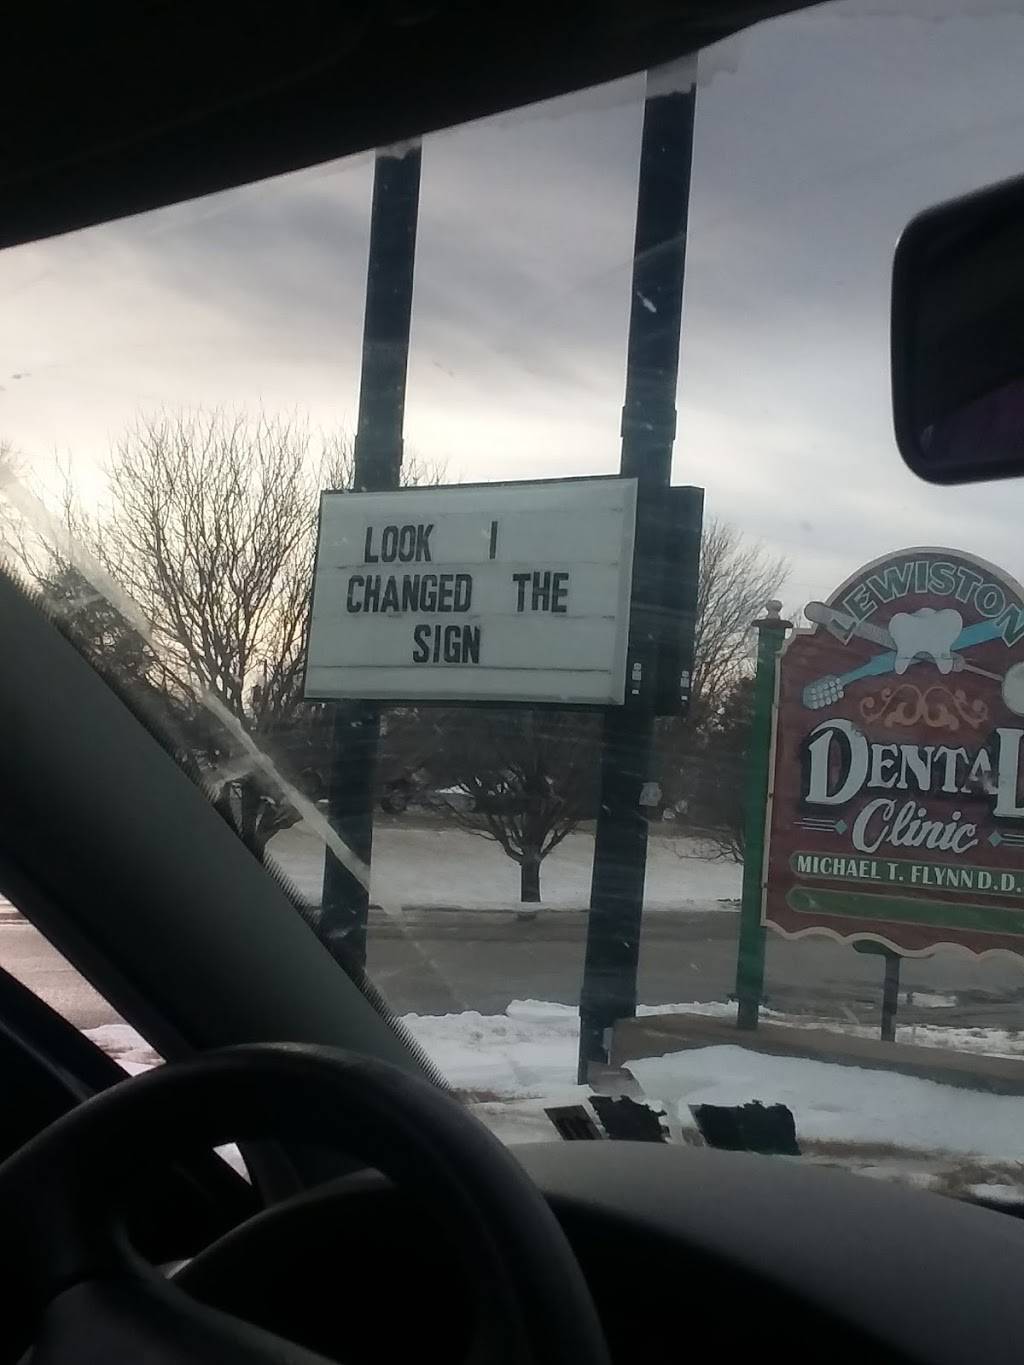 LOOK I
CHANGED THE
SIGN
LEWISTON
DENTAL
Clinic
MICHAEL T. FLYNN D.D.